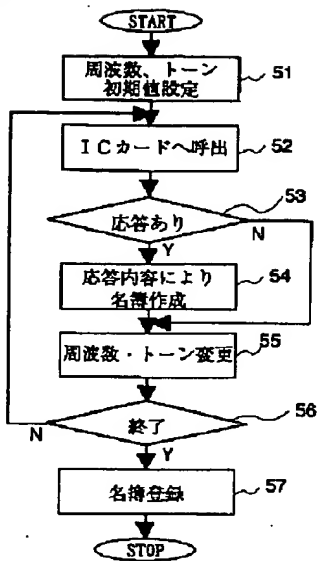 START
周波数、トーン
初期値設定
51
ＩＣカードへ呼出
52
53
応答あり
N
Y
応答内容により
名簿作成
54
55
周波数・トーン変更
56
終了
N
Y
名簿登録
57
STOP